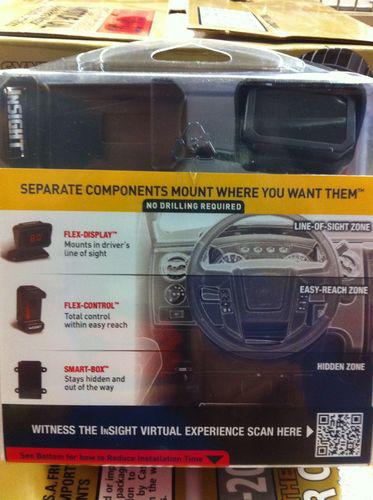 INSIGHT
SEPARATE COMPONENTS MOUNT WHERE YOU WANT THEM™
NO DRILLING REQUIRED
LINE-OF-SIGHT ZONE
FLEX-DISPLAY™
Mounts in driver's
line of sight
EASY-REACH ZONE
FLEX-CONTROL™
Total control
within easy reach
SMART-BOX™
Stays hidden and
out of the way
HIDDEN ZONE
WITNESS THE INSIGHT VIRTUAL EXPERIENCE SCAN HERE
See Bottom for how to Reduce Installation Time